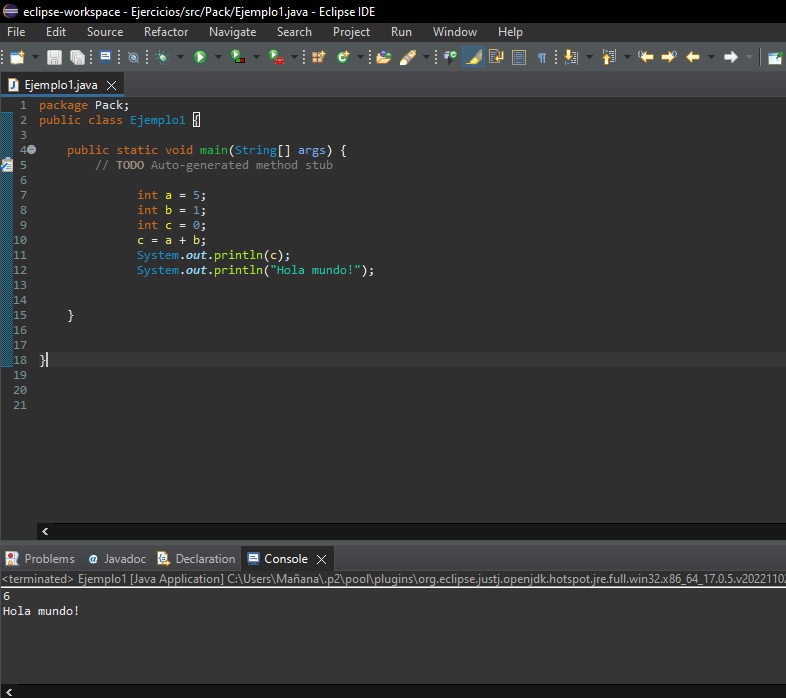 eclipse-workspace - Ejercicios/src/Pack/Ejemplo1.java - Eclipse IDE
File Edit Source Refactor Navigate Search Project Run Window Help
Ejemplo1.java
1 package Pack;
2 public class Ejemplo1 {
3
4 public static void main(String[] args) {
5 // TODO Auto-generated method stub
6
7 int a = 5;
8 int b = 1;
9 int c = 0;
10 c = a + b;
11 System.out.println(c);
12 System.out.println("Hola mundo!");
13
14
15 }
16
17
18 }
19
20
21
Problems @ Javadoc Declaration Console
<terminated> Ejemplo1 [Java Application] C:\Users\Mañana\.p2\pool\plugins\org.eclipse.justj.openjdk.hotspot.jre.full.win32.x86_64_17.0.5.v2022110
6
Hola mundo!